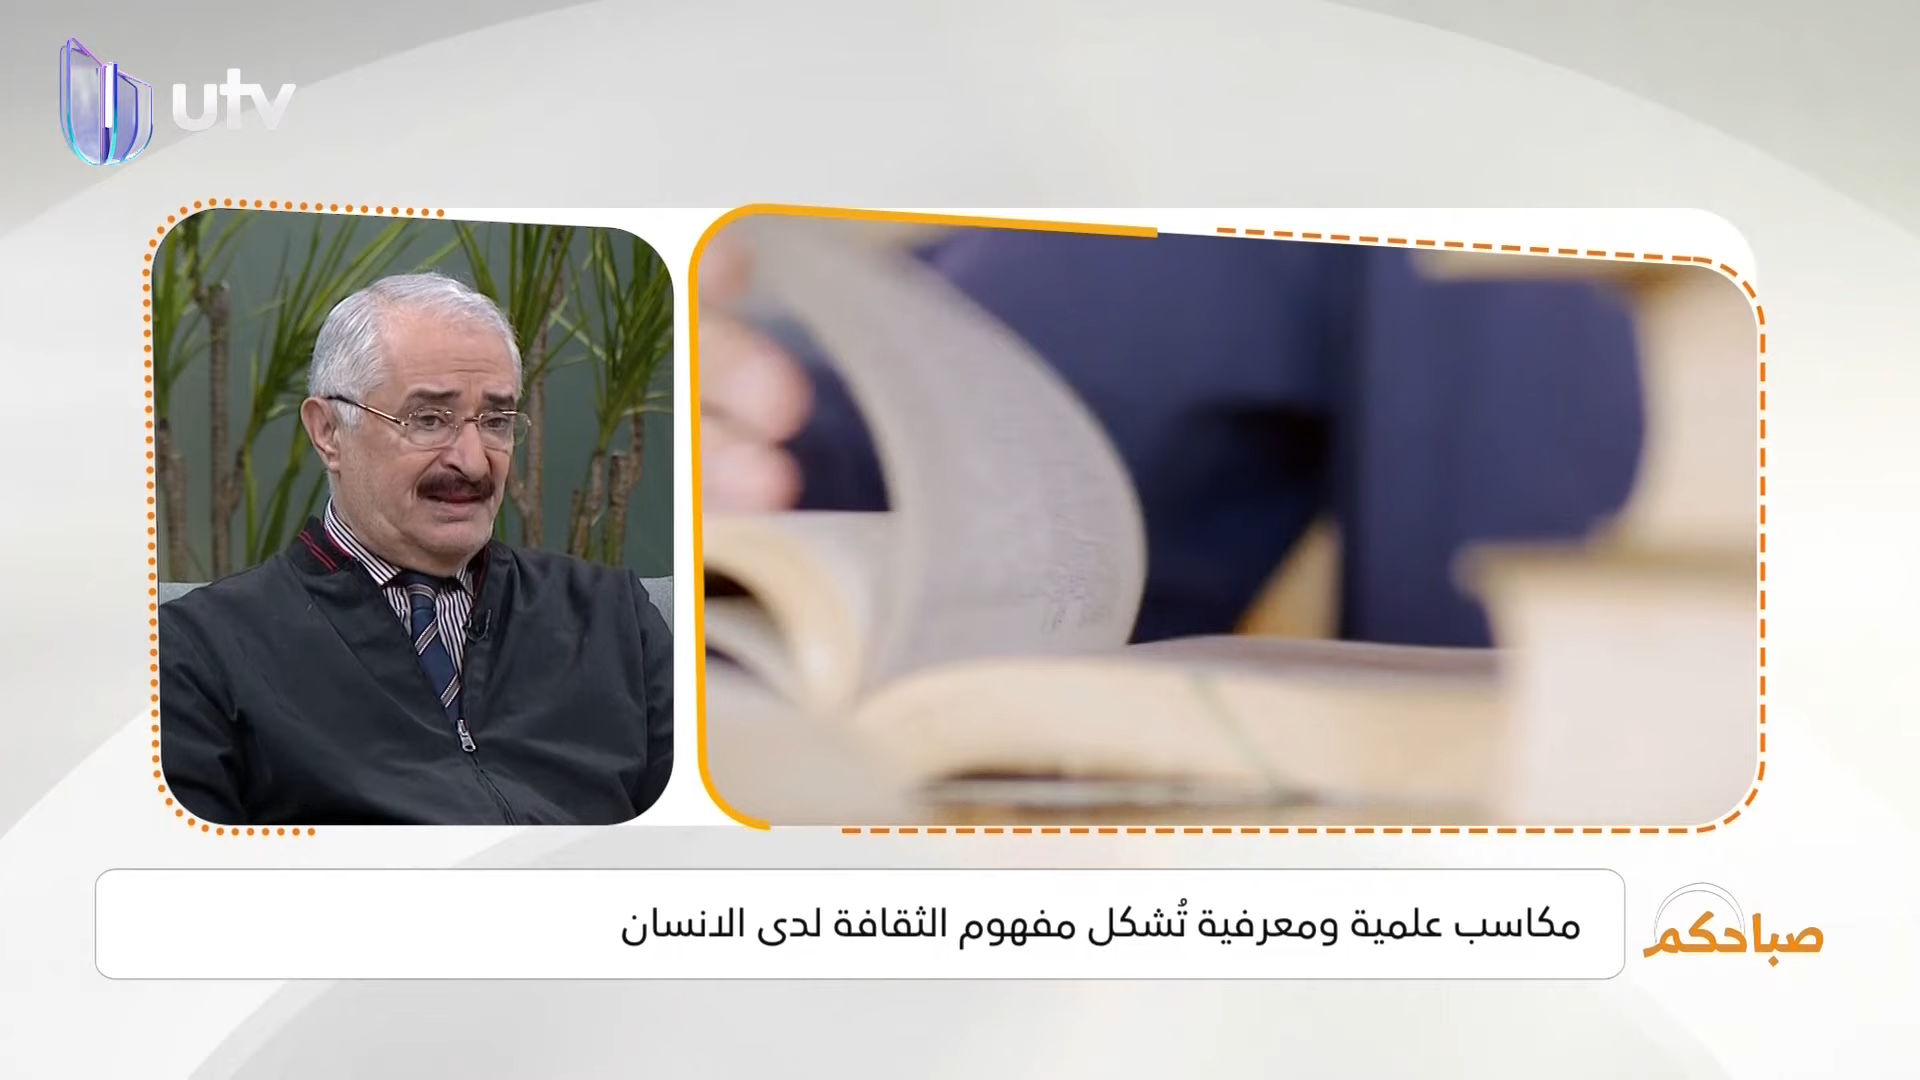 utv
مكاسب علمية ومعرفية تُشكل مفهوم الثقافة لدى الانسان
صباحكم